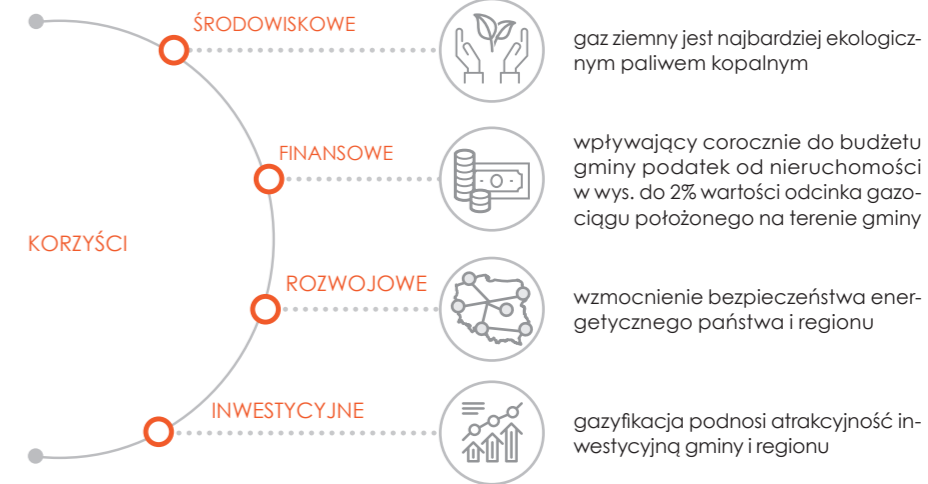 ŚRODOWISKOWE
gaz ziemny jest najbardziej ekologicz-
nym paliwem kopalnym
FINANSOWE
wpływający corocznie do budżetu
gminy podatek od nieruchomości
w wys. do 2% wartości odcinka gazo-
ciągu położonego na terenie gminy
KORZYŚCI
ROZWOJOWE
wzmocnienie bezpieczeństwa ener-
getycznego państwa i regionu
INWESTYCYJNE
gazyfikacja podnosi atrakcyjność in-
westycyjną gminy i regionu